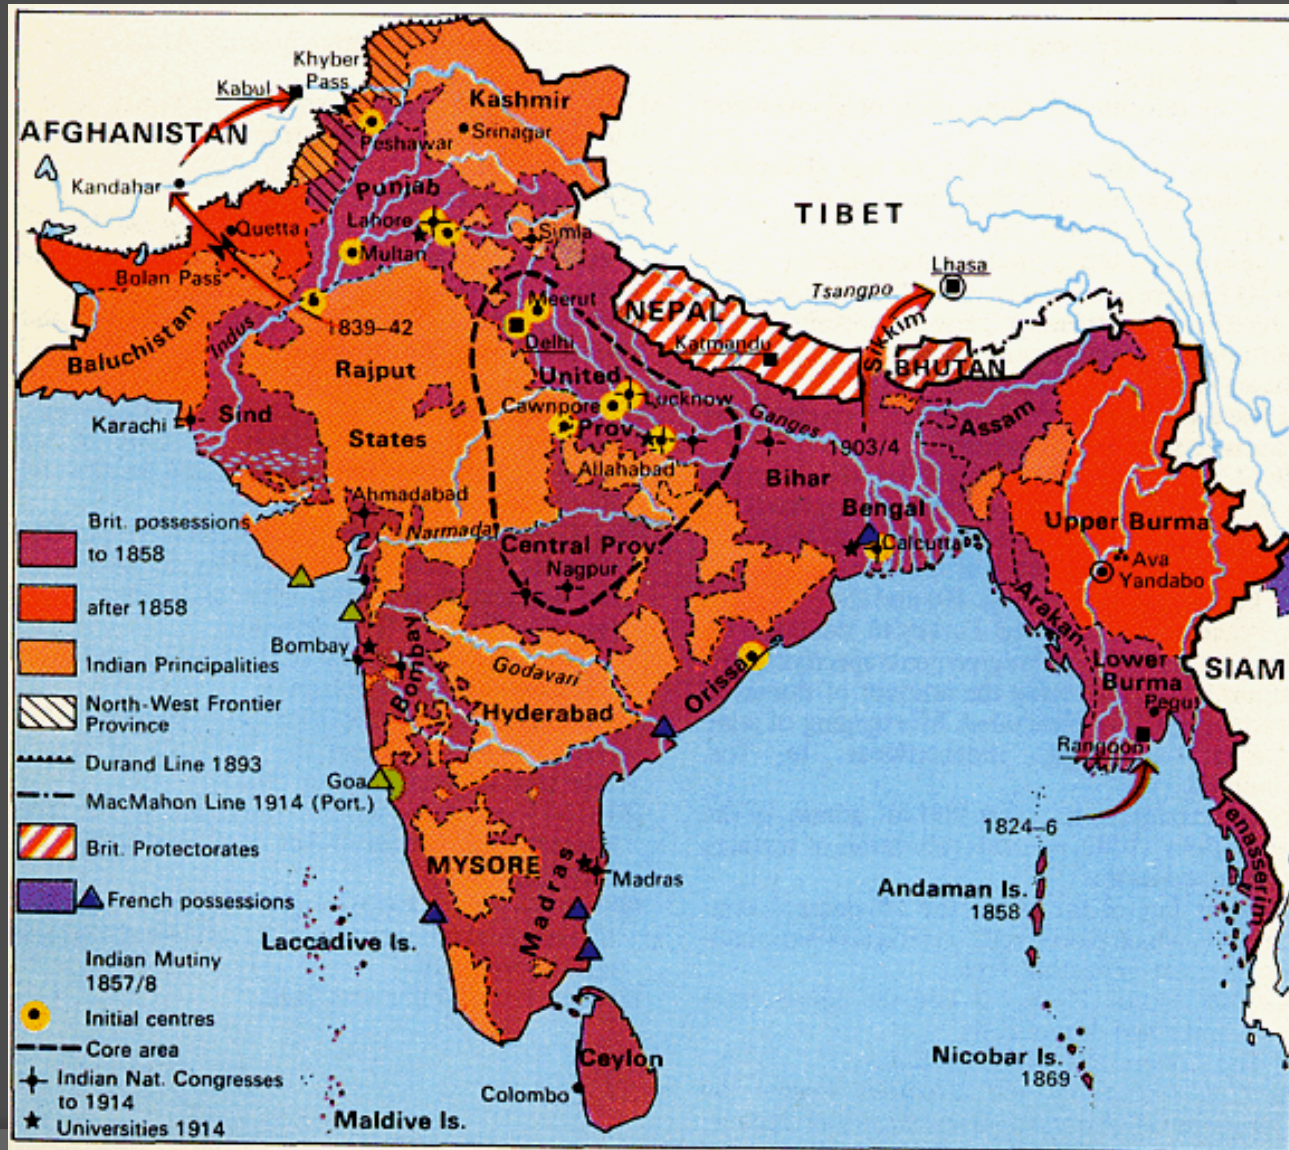 Khyber
Pass
Kabul
Kashmir
AFGHANISTAN
Srinagar
Peshawar
Kandahar
Punjab
TIBET
Lahore
Quetta
Simla
Multan
Bolan Pass
Lhasa
Tsangpo
Meerut
NEPAL
1839–42
Indus
Baluchistan
Delhi
Katmandu
Sikkim
BHUTAN
Rajput
United
Cawnpore
Lucknow
Sind
Karachi
Ganges
Assam
States
Prov.
1903/4
Allahabad
Bihar
Ahmadabad
Bengal
Narmada
Upper Burma
Central Prov.
Calcutta
Nagpur
Ava
Yandabo
Arakan
Bombay
Bombay
Godavari
Orissa
Lower
Burma
SIAM
Pegu
Hyderabad
Rangoon
Goa
1824–6
Tenasserim
MYSORE
Madras
Madras
Andaman Is.
1858
Laccadive Is.
Nicobar Is.
1869
Ceylon
Colombo
Maldive Is.
Brit. possessions
to 1858
after 1858
Indian Principalities
North-West Frontier
Province
Durand Line 1893
MacMahon Line 1914 (Port.)
Brit. Protectorates
French possessions
Indian Mutiny
1857/8
Initial centres
Core area
Indian Nat. Congresses
to 1914
Universities 1914